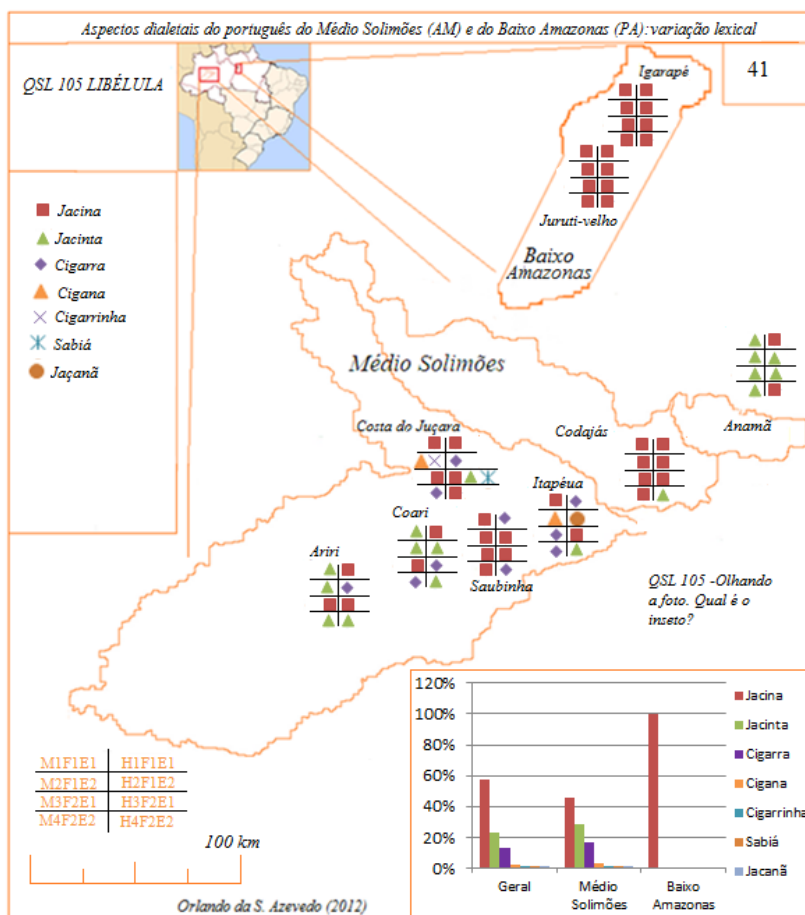 Aspectos dialetais do português do Médio Solimões (AM) e do Baixo Amazonas (PA): variação lexical
QSL 105 LIBÉLULA
41
Igarapé
Juruti-velho
Baixo
Amazonas
Jacina
Jacinta
Cigarra
Cigana
Cigarrinha
Sabiá
Jaçanã
Médio Solimões
Anamã
Costa do Juçara
Codajás
Itapéua
Coari
Saubinha
Ariri
QSL 105 -Olhando
a foto. Qual é o
inseto?
120%
100%
80%
60%
40%
20%
0%
Geral
Médio
Solimões
Baixo
Amazonas
Jacina
Jacinta
Cigarra
Cigana
Cigarrinha
Sabiá
Jacanã
M1F1E1 H1F1E1
M2F1E2 H2F1E2
M3F2E1 H3F2E1
M4F2E2 H4F2E2
100 km
Orlando da S. Azevedo (2012)